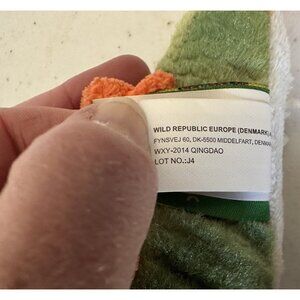 WILD REPUBLIC EUROPE (DENMARK)
FYNSVEJ 60, DK-5500 MIDDELFART, DENMA
WXY-2014 QINGDAO
LOT NO.:J4